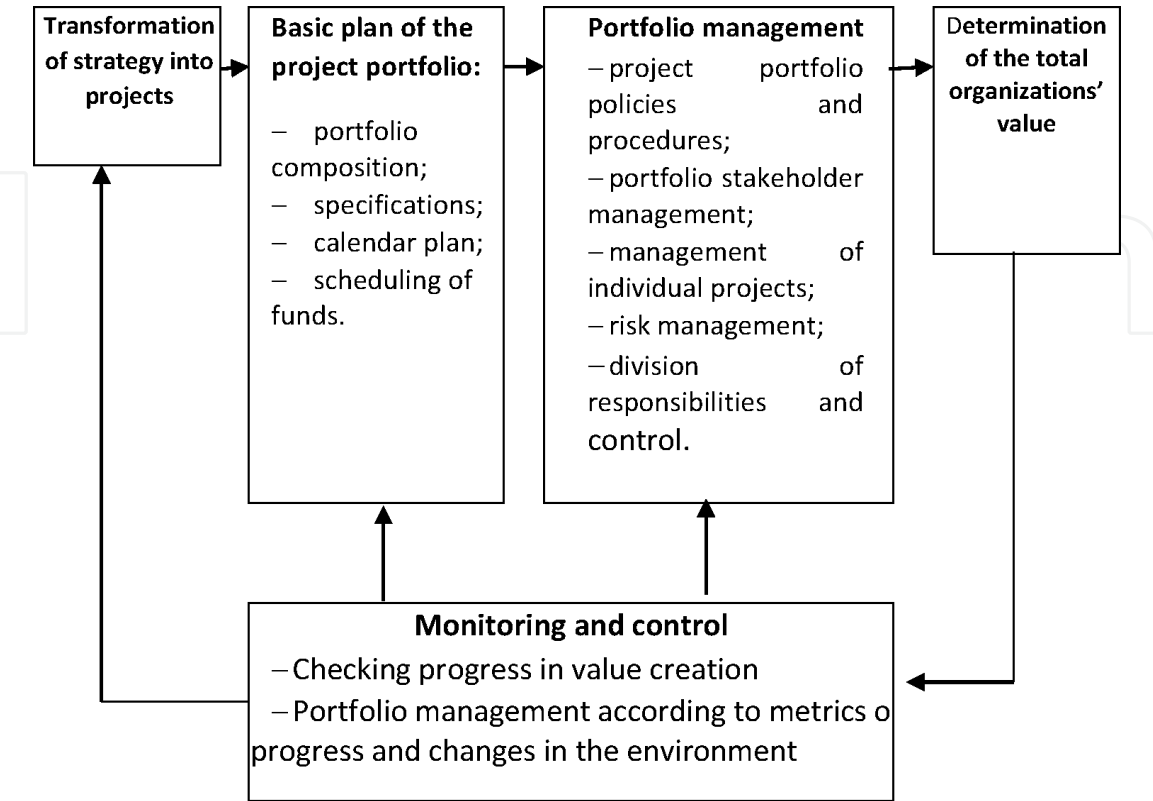 Transformation
of strategy into
projects
Basic plan of the
project portfolio:
– portfolio
composition;
– specifications;
– calendar plan;
– scheduling of
funds.
Portfolio management
– project portfolio
policies and
procedures;
– portfolio stakeholder
management;
– management of
individual projects;
– risk management;
– division of
responsibilities and
control.
Determination
of the total
organizations’
value
Monitoring and control
– Checking progress in value creation
– Portfolio management according to metrics o
progress and changes in the environment